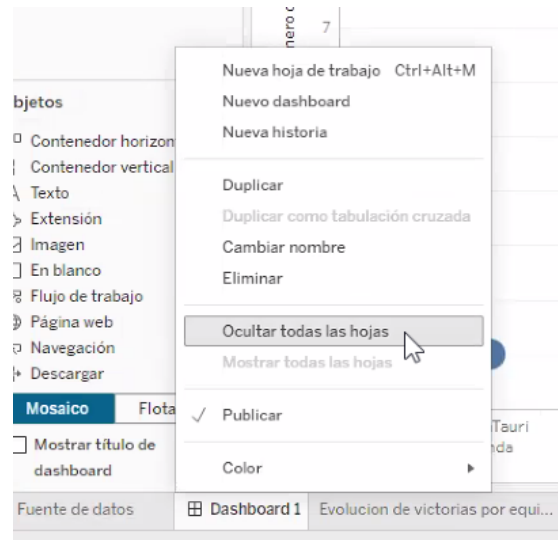 7
Nueva hoja de trabajo Ctrl+Alt+M
Nuevo dashboard
Nueva historia
Duplicar
Duplicar como tabulación cruzada
Cambiar nombre
Eliminar
Ocultar todas las hojas
Mostrar todas las hojas
Publicar
Color
bjetos
Contenedor horizon
Contenedor vertical
Texto
Extensión
Imagen
En blanco
Flujo de trabajo
Página web
Navegación
Descargar
Mosaico Flota
Mostrar título de
dashboard
Tauri
nda
Fuente de datos Dashboard 1 Evolucion de victorias por equi...